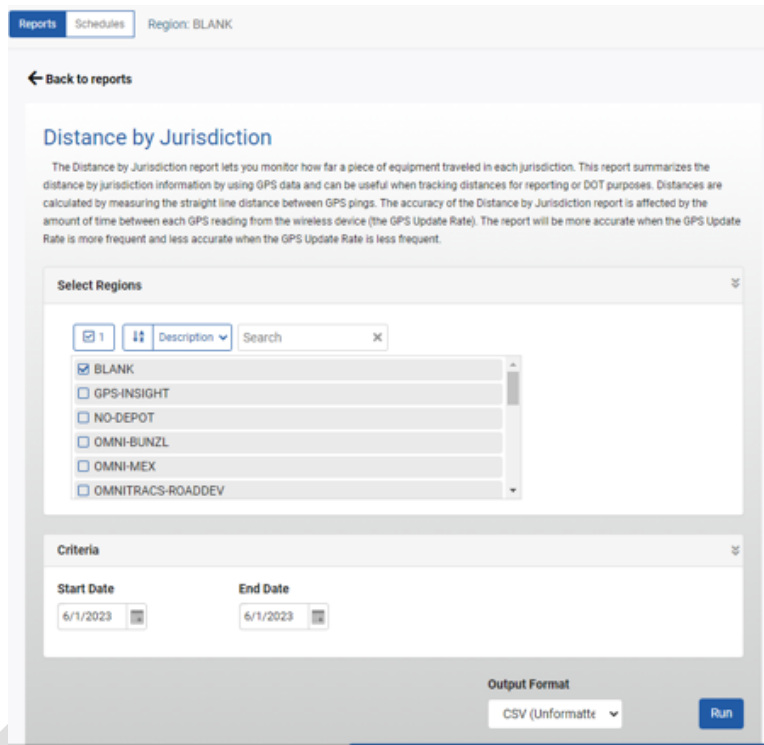 Reports Schedules Region: BLANK
Back to reports
Distance by Jurisdiction
The Distance by Jurisdiction report lets you monitor how far a piece of equipment traveled in each jurisdiction. This report summarizes the
distance by jurisdiction information by using GPS data and can be useful when tracking distances for reporting or DOT purposes. Distances are
calculated by measuring the straight line distance between GPS pings. The accuracy of the Distance by Jurisdiction report is affected by the
amount of time between each GPS reading from the wireless device (the GPS Update Rate). The report will be more accurate when the GPS Update
Rate is more frequent and less accurate when the GPS Update Rate is less frequent.
Select Regions
1 Description Search
BLANK
GPS-INSIGHT
NO-DEPOT
OMNI-BUNZL
OMNI-MEX
OMNITRACS-ROADDEV
Criteria
Start Date End Date
6/1/2023 6/1/2023
Output Format
CSV (Unformatte Run